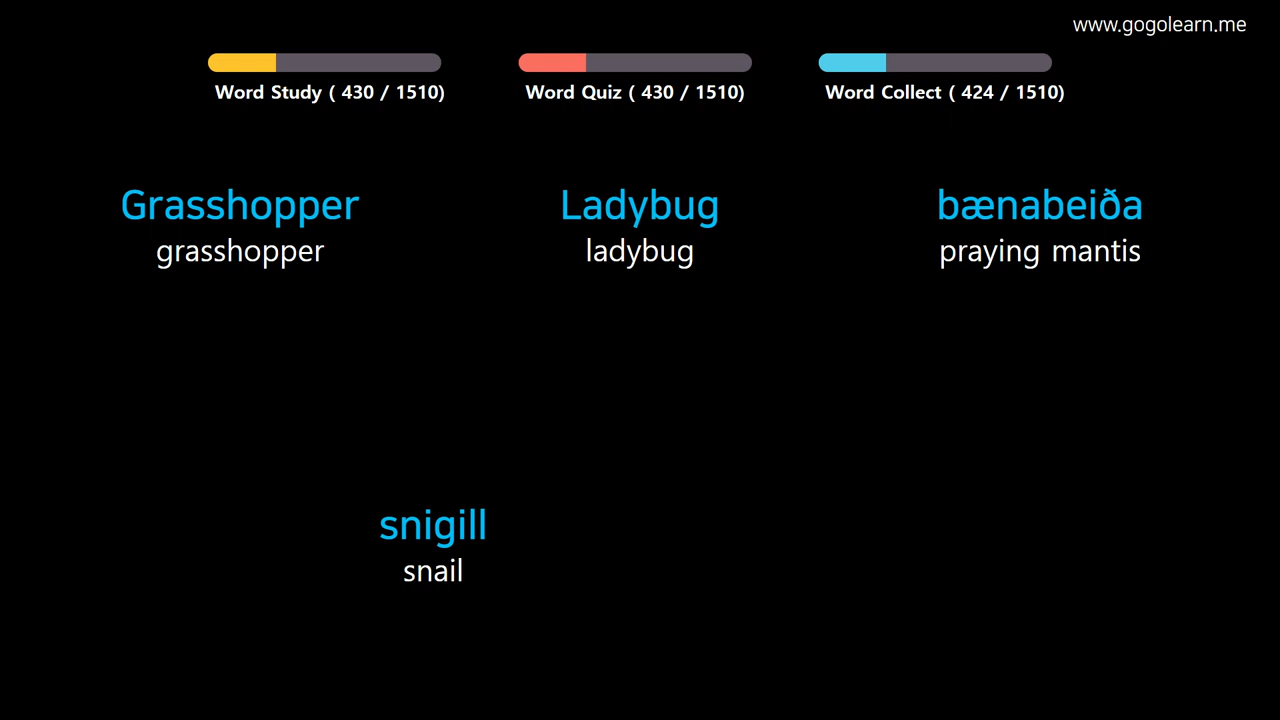 www.gogolearn.me
Word Study ( 430 / 1510)
Word Quiz ( 430 / 1510)
Word Collect ( 424 / 1510)
Grasshopper
grasshopper
Ladybug
ladybug
bænabeiða
praying mantis
snigill
snail